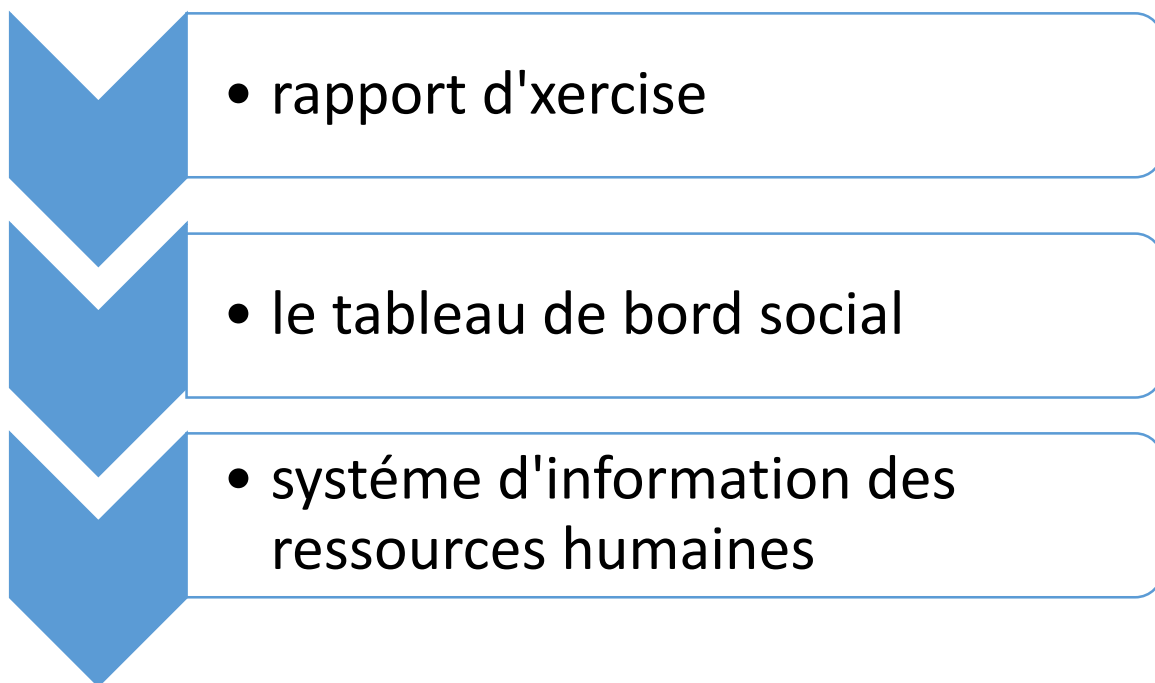 • rapport d'xercise
• le tableau de bord social
• systéme d'information des
ressources humaines